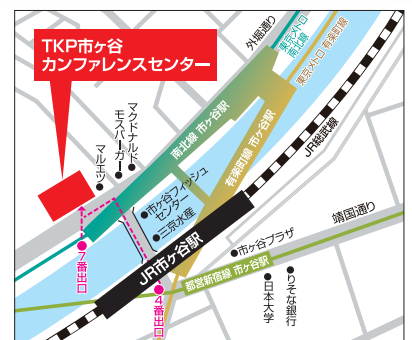 TKP市ヶ谷
カンファレンスセンター
外堀通り
東京メトロ
南北線
東京メトロ有楽町線
マクドナルド
モスバーガー
マルエツ
南北線 市ヶ谷駅
有楽町線 市ヶ谷駅
JR総武線
市ヶ谷フィッシュ
センター
三京水産
靖国通り
7番出口
JR市ヶ谷駅
市ヶ谷プラザ
都営新宿線 市ヶ谷駅
4番出口
日本大学
りそな銀行